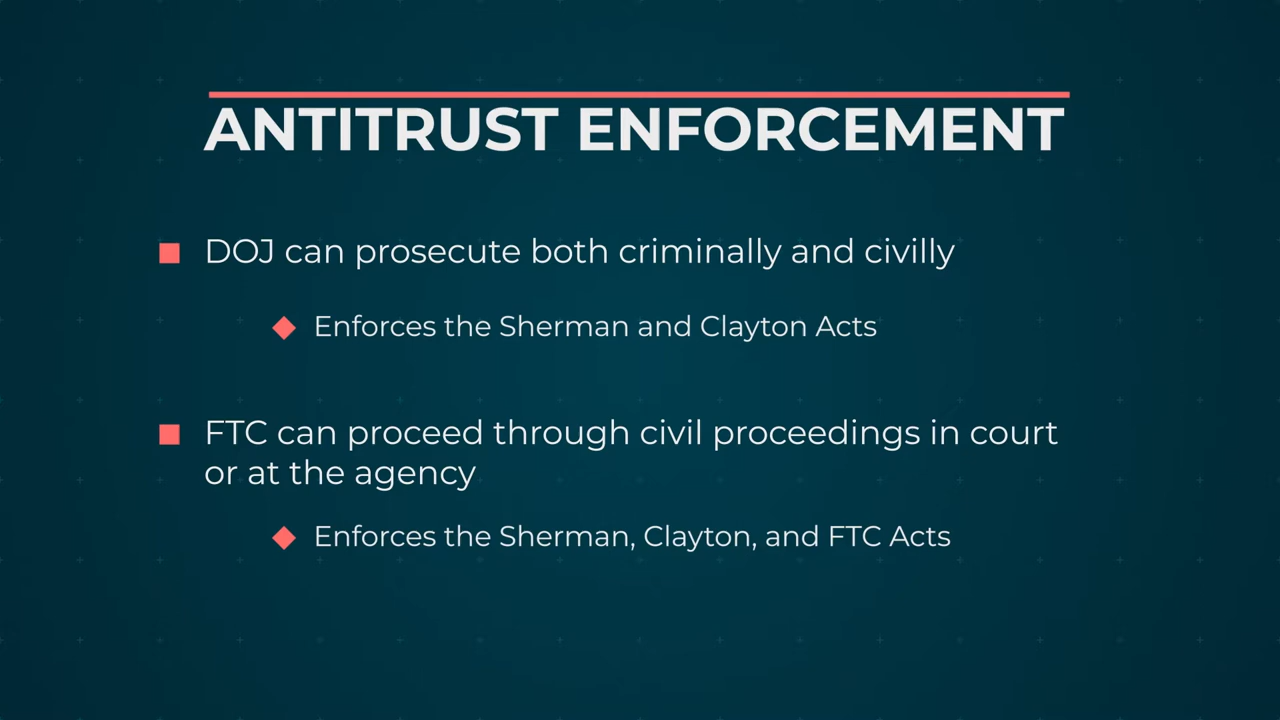 ANTITRUST ENFORCEMENT
DOJ can prosecute both criminally and civilly
Enforces the Sherman and Clayton Acts
FTC can proceed through civil proceedings in court
or at the agency
Enforces the Sherman, Clayton, and FTC Acts